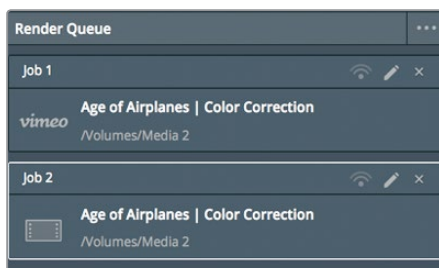 Render Queue
Job 1
vimeo
Age of Airplanes | Color Correction
/Volumes/Media 2
Job 2
Age of Airplanes | Color Correction
/Volumes/Media 2